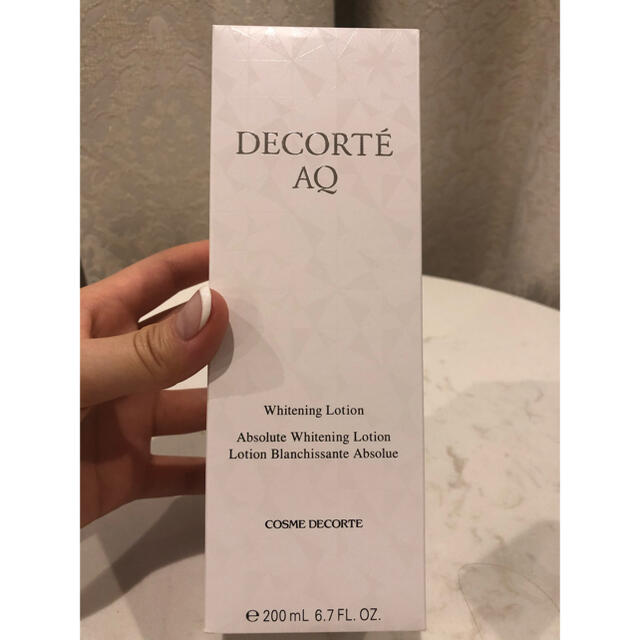 DECORTÉ
AQ
Whitening Lotion
Absolute Whitening Lotion
Lotion Blanchissante Absolue
COSME DECORTE
℮ 200 mL 6.7 FL. OZ.